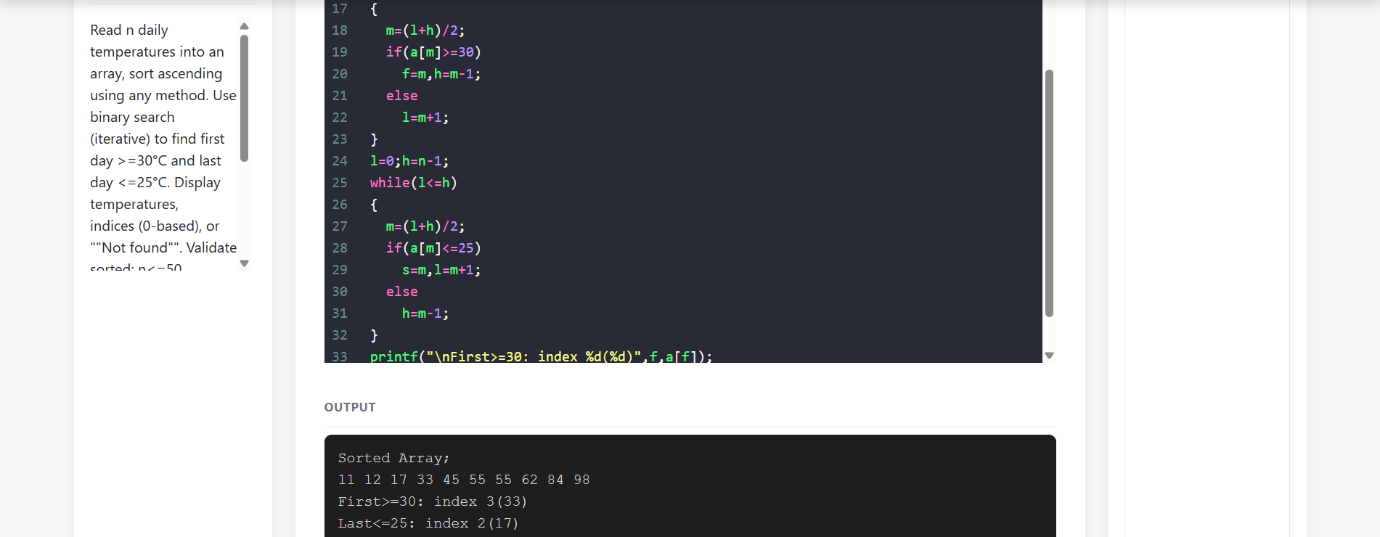 Read n daily
temperatures into an
array, sort ascending
using any method. Use
binary search
(iterative) to find first
day >=30°C and last
day <=25°C. Display
temperatures,
indices (0-based), or
""Not found"". Validate
sorted: n<=50
17 {
18 m=(l+h)/2;
19 if(a[m]>=30)
20 f=m,h=m-1;
21 else
22 l=m+1;
23 }
24 l=0;h=n-1;
25 while(l<=h)
26 {
27 m=(l+h)/2;
28 if(a[m]<=25)
29 s=m,l=m+1;
30 else
31 h=m-1;
32 }
33 printf("\nFirst>=30: index %d(%d)",f,a[f]);
OUTPUT
Sorted Array;
11 12 17 33 45 55 55 62 84 98
First>=30: index 3(33)
Last<=25: index 2(17)